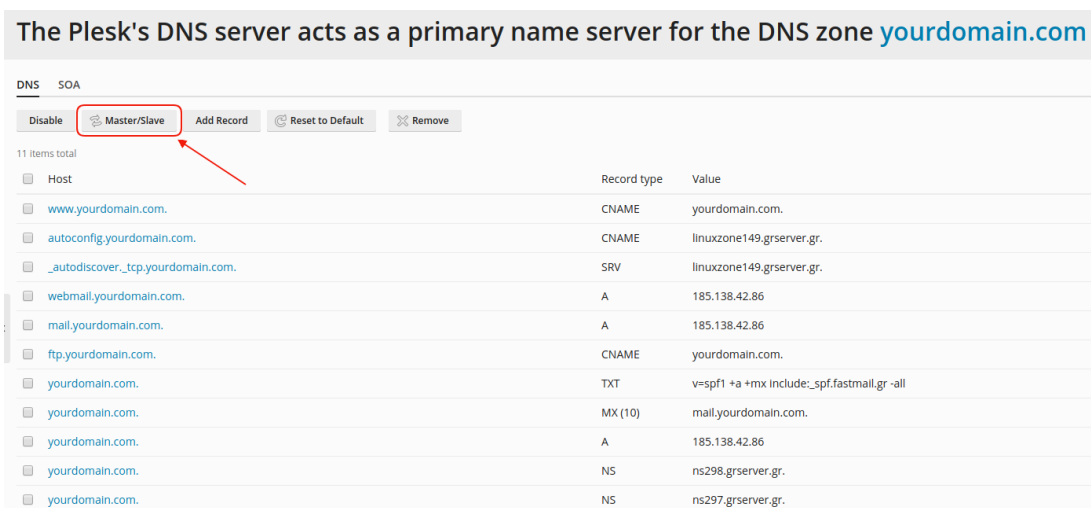 The Plesk's DNS server acts as a primary name server for the DNS zone yourdomain.com
DNS SOA
Disable Master/Slave Add Record Reset to Default Remove
11 items total
Host Record type Value
www.yourdomain.com. CNAME yourdomain.com.
autoconfig.yourdomain.com. CNAME linuxzone149.grserver.gr.
_autodiscover._tcp.yourdomain.com. SRV linuxzone149.grserver.gr.
webmail.yourdomain.com. A 185.138.42.86
mail.yourdomain.com. A 185.138.42.86
ftp.yourdomain.com. CNAME yourdomain.com.
yourdomain.com. TXT v=spf1 +a +mx include:_spf.fastmail.gr -all
yourdomain.com. MX (10) mail.yourdomain.com.
yourdomain.com. A 185.138.42.86
yourdomain.com. NS ns298.grserver.gr.
yourdomain.com. NS ns297.grserver.gr.